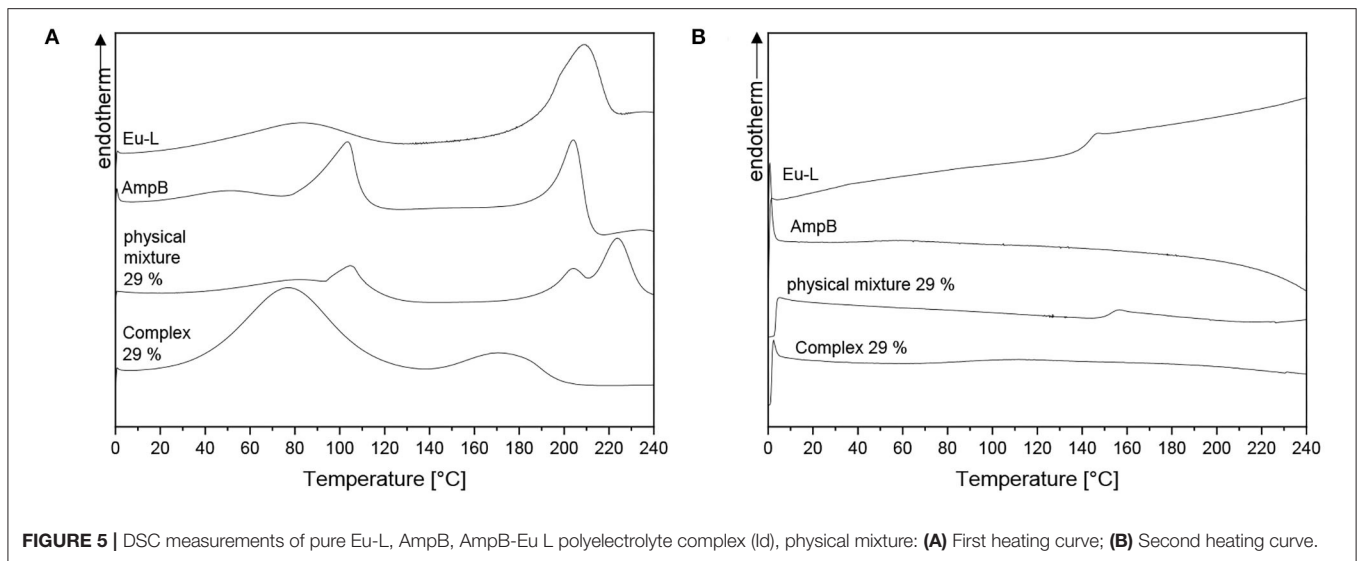 A
endotherm
Eu-L
AmpB
physical
mixture
29 %
Complex
29 %
0 20 40 60 80 100 120 140 160 180 200 220 240
Temperature [°C]
B
endotherm
Eu-L
AmpB
physical mixture 29 %
Complex 29 %
0 20 40 60 80 100 120 140 160 180 200 220 240
Temperature [°C]
FIGURE 5 | DSC measurements of pure Eu-L, AmpB, AmpB-Eu L polyelectrolyte complex (Id), physical mixture: (A) First heating curve; (B) Second heating curve.